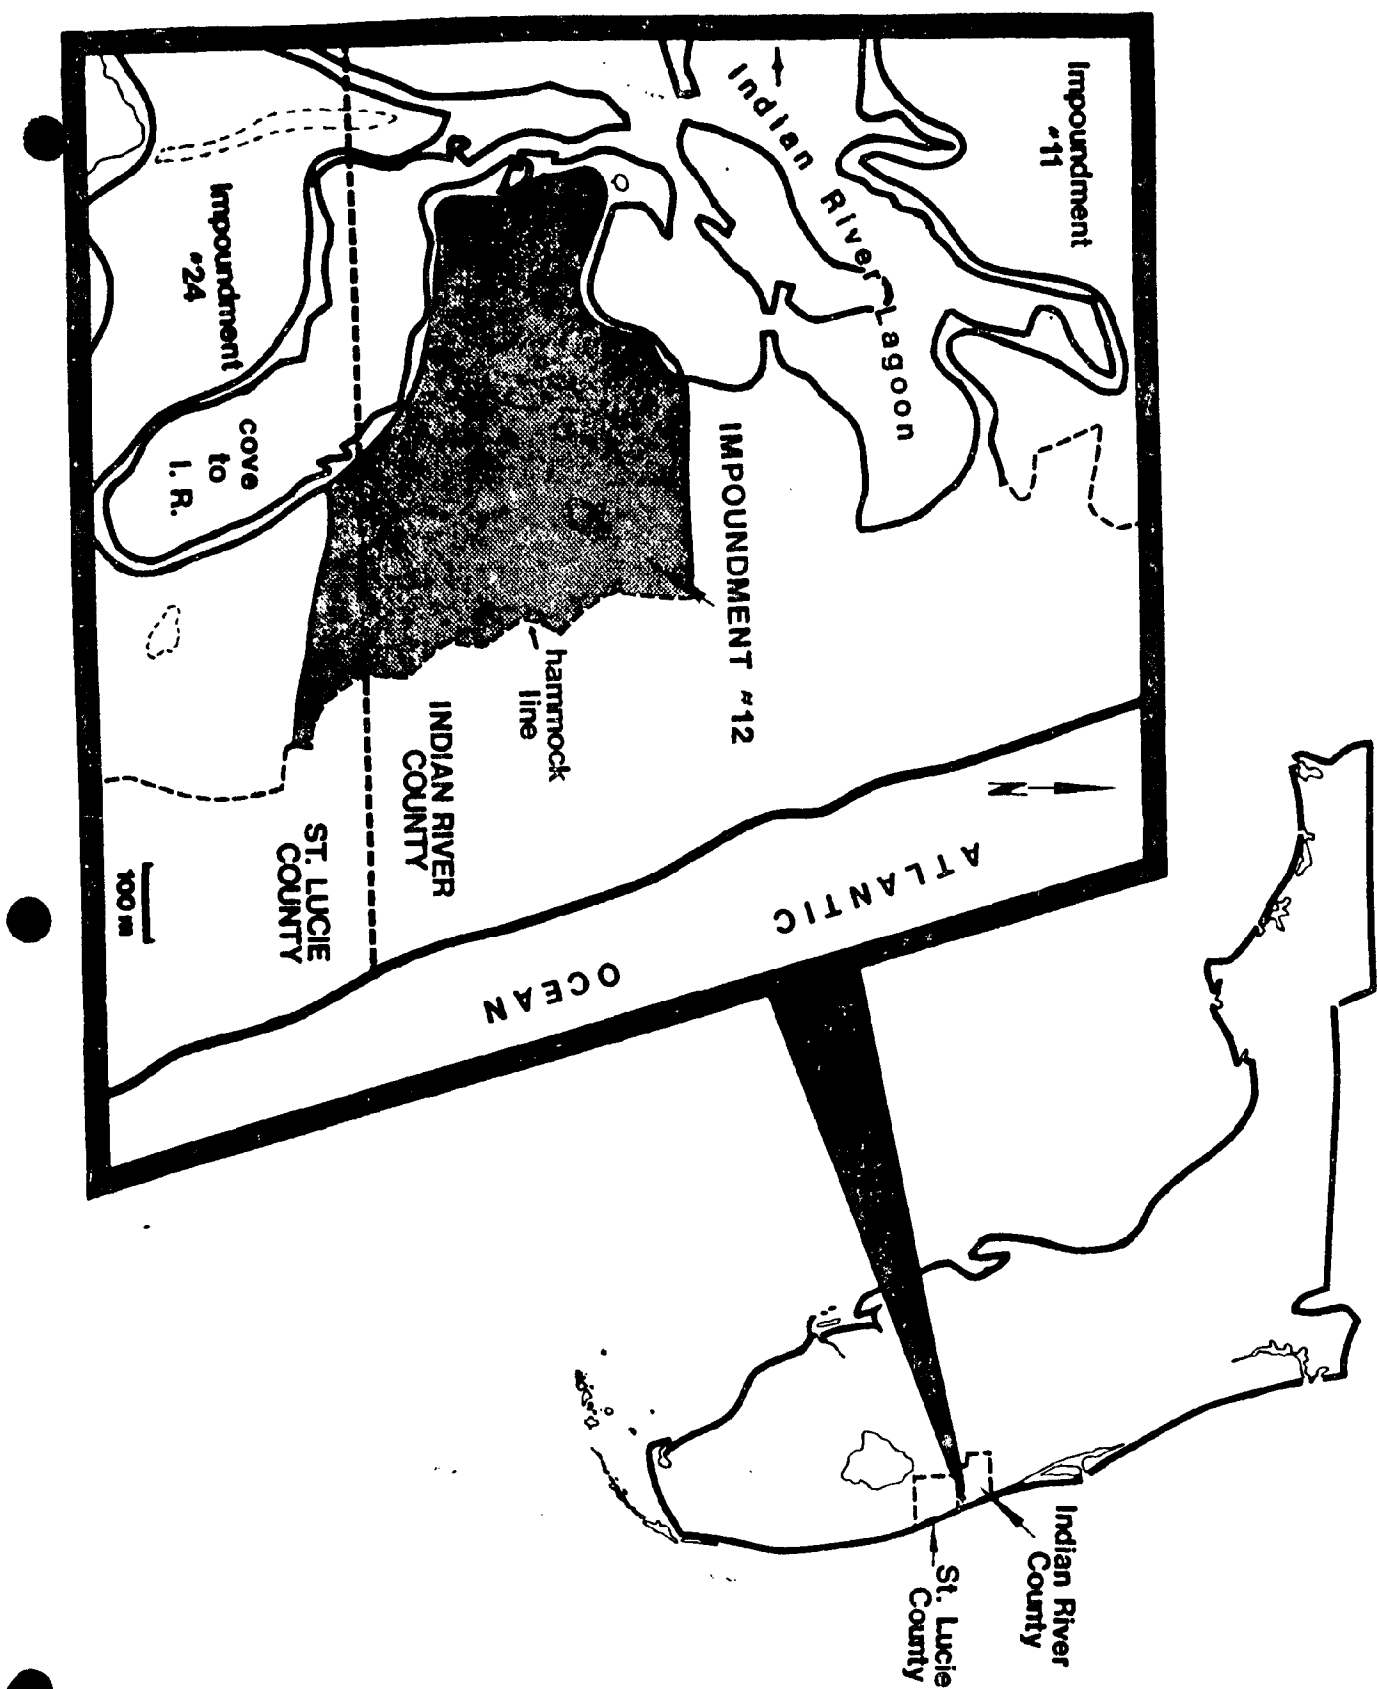 Impoundment
#11
Indian River Lagoon
IMPOUNDMENT #12
Impoundment
#24
cove
to
I. R.
hammock
line
INDIAN RIVER
COUNTY
ST. LUCIE
COUNTY
100 m
N
ATLANTIC
OCEAN
Indian River
County
St. Lucie
County